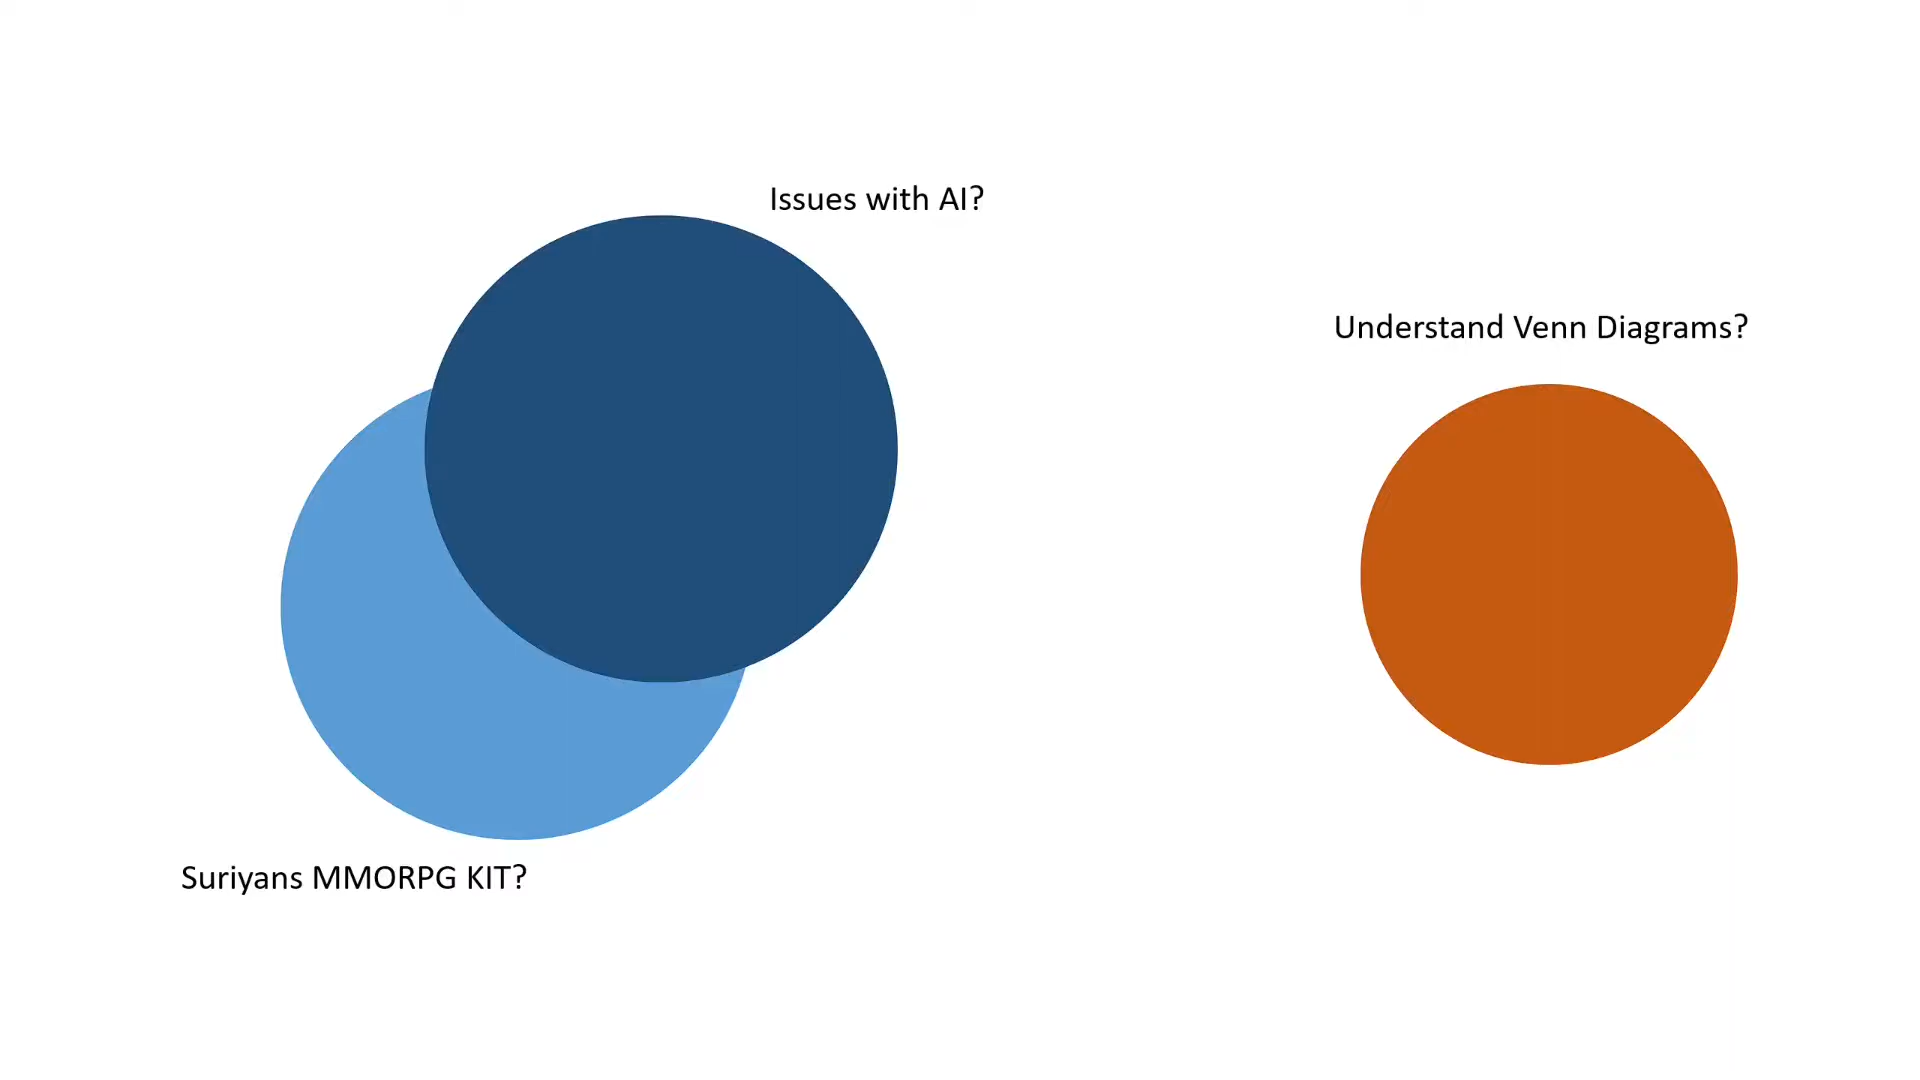 Issues with AI?
Understand Venn Diagrams?
Suriyans MMORPG KIT?